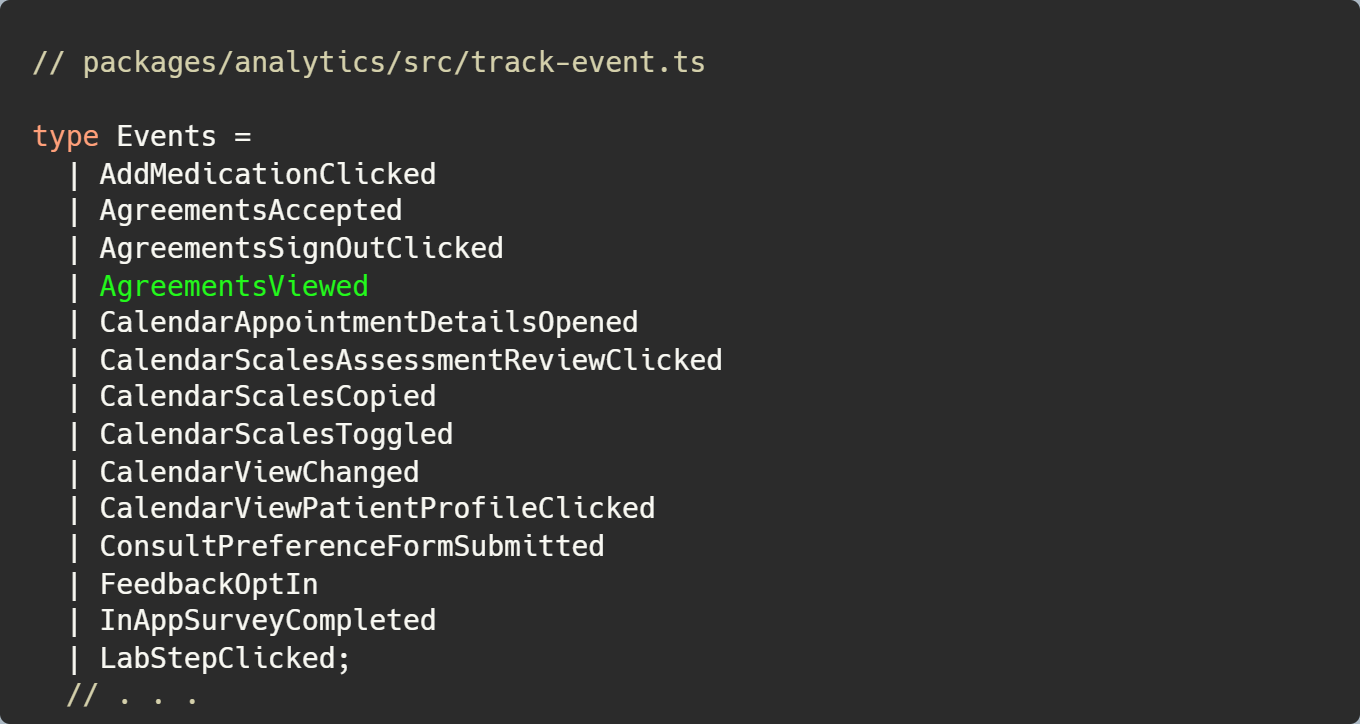 // packages/analytics/src/track-event.ts
type Events =
| AddMedicationClicked
| AgreementsAccepted
| AgreementsSignOutClicked
| AgreementsViewed
| CalendarAppointmentDetailsOpened
| CalendarScalesAssessmentReviewClicked
| CalendarScalesCopied
| CalendarScalesToggled
| CalendarViewChanged
| CalendarViewPatientProfileClicked
| ConsultPreferenceFormSubmitted
| FeedbackOptIn
| InAppSurveyCompleted
| LabStepClicked;
// . . .